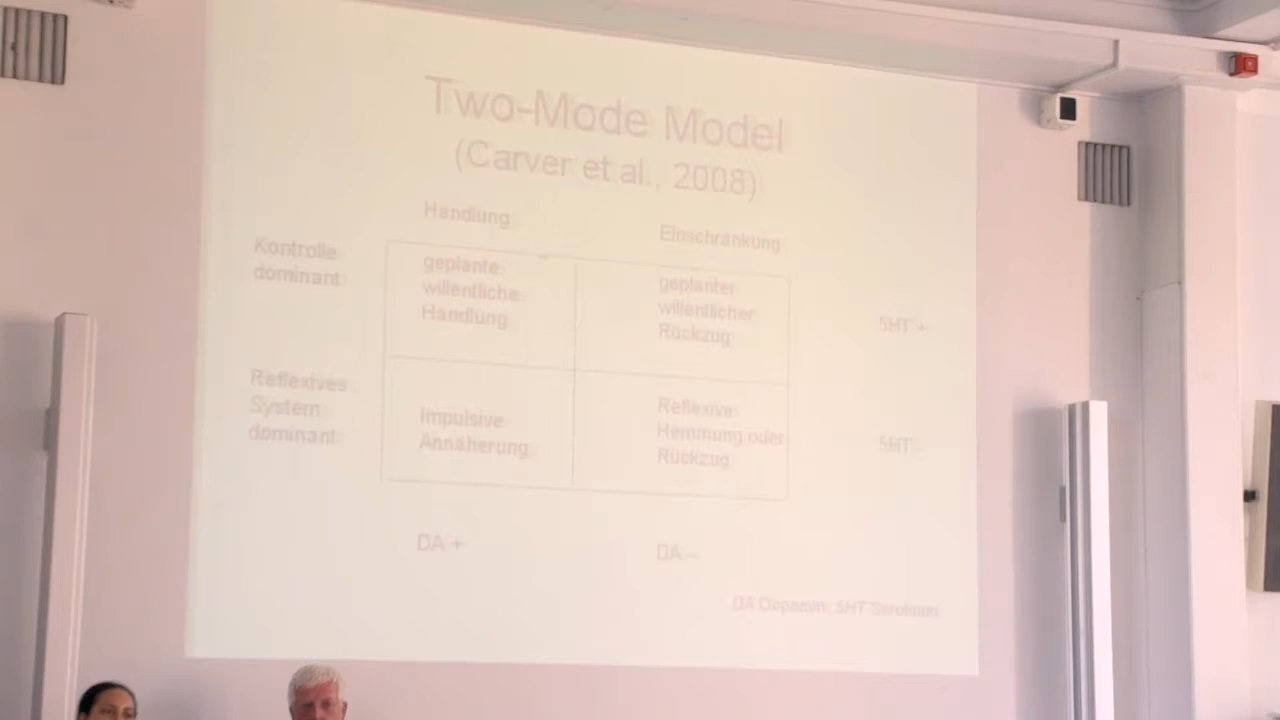 Two-Mode Model
(Carver et al., 2008)
Handlung
Einschränkung
Kontrolle
dominant
geplante
willentliche
Handlung
geplanter
willentlicher
Rückzug
5HT +
Reflexives
System
dominant
Impulsive
Annäherung
Reflexive
Hemmung oder
Rückzug
5HT -
DA +
DA –
DA Dopamin; 5HT Serotonin